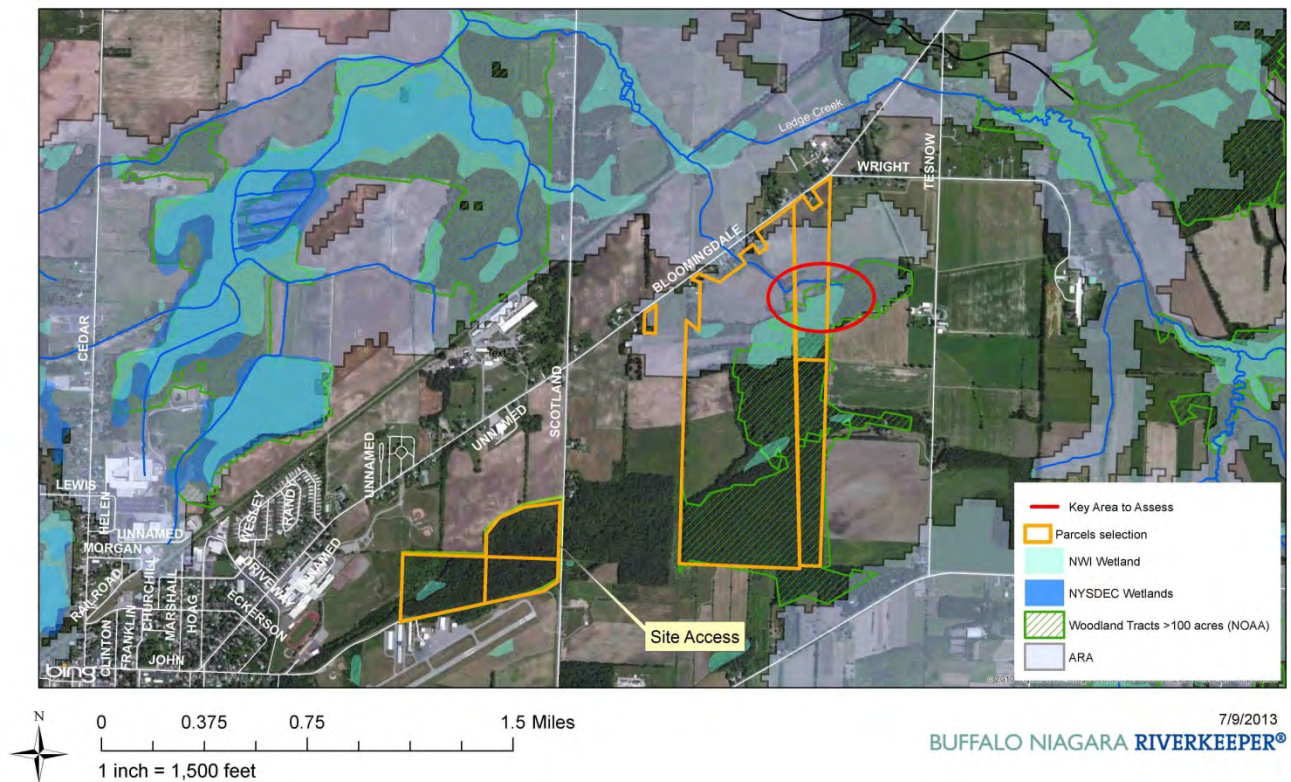 Ledge Creek
WRIGHT
TESNOW
BLOOMINGDALE
CEDAR
Text
SCOTLAND
UNNAMED
UNNAMED
LEWIS
HELEN
WESLEY
RANDY
UNNAMED
MORGAN
UNNAMED
DRIVEWAY
RAILROAD
CHURCHILL
MARSHALL
HOAG
ECKERSON
CLINTON
FRANKLIN
JOHN
bing
Site Access
Key Area to Assess
Parcels selection
NWI Wetland
NYSDEC Wetlands
Woodland Tracts >100 acres (NOAA)
ARA
N
0 0.375 0.75 1.5 Miles
1 inch = 1,500 feet
7/9/2013
BUFFALO NIAGARA RIVERKEEPER®